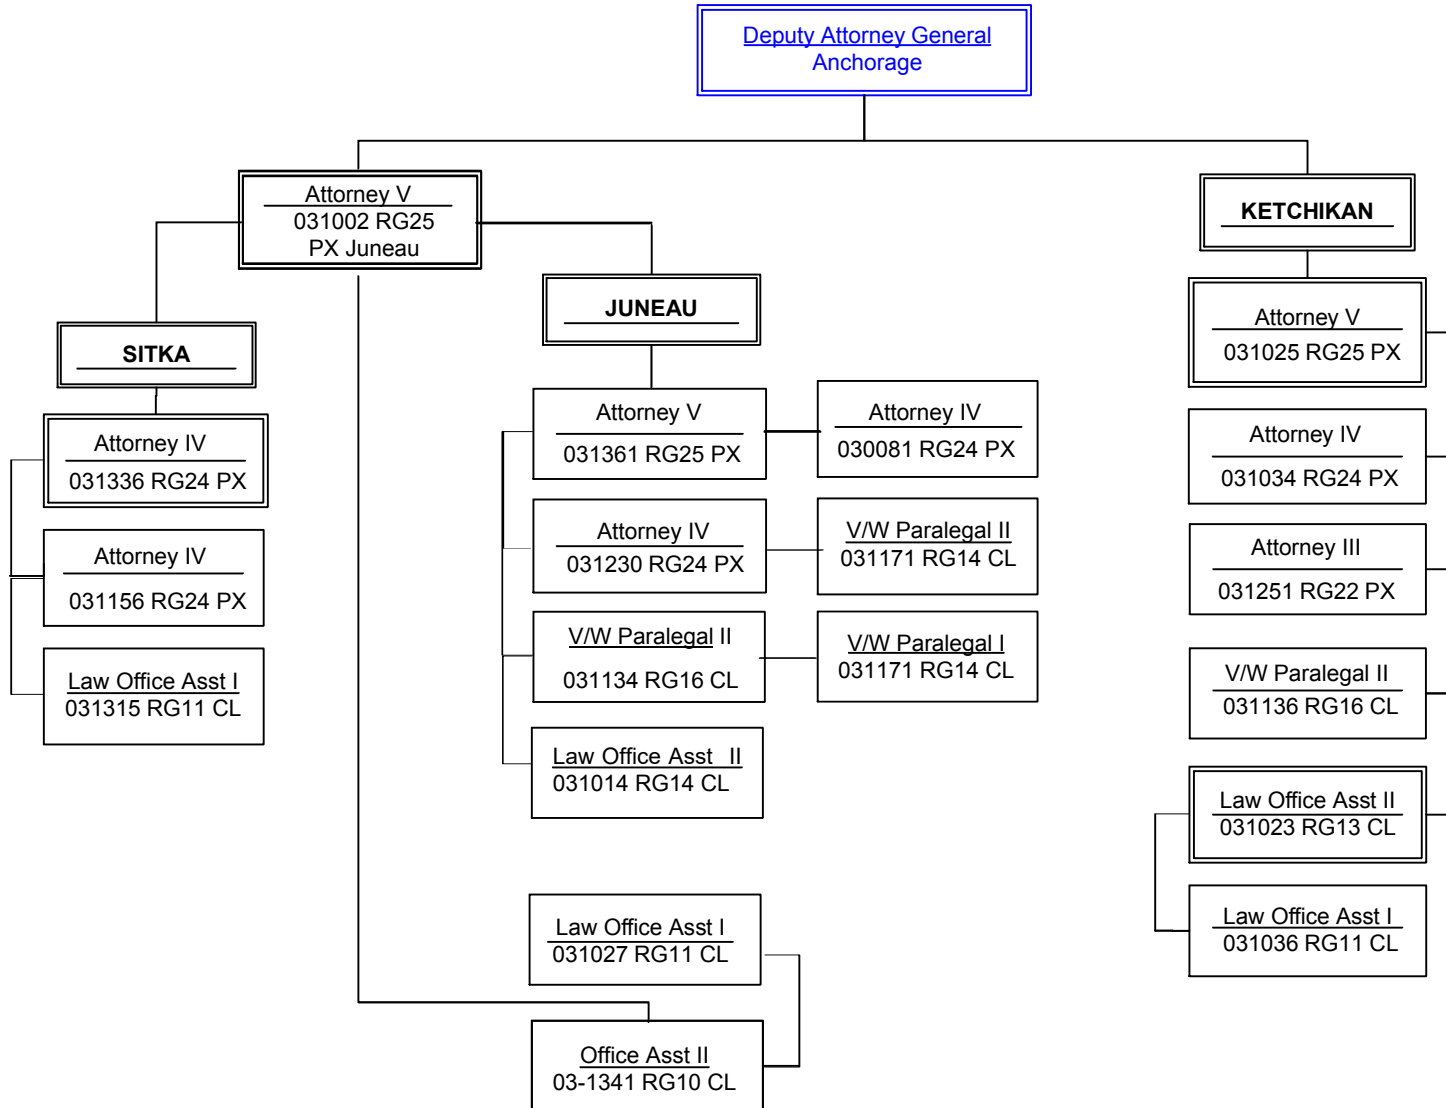 Deputy Attorney General
Anchorage
Attorney V
031002 RG25
PX Juneau
SITKA
Attorney IV
031336 RG24 PX
Attorney IV
031156 RG24 PX
Law Office Asst I
031315 RG11 CL
JUNEAU
Attorney V
031361 RG25 PX
Attorney IV
030081 RG24 PX
Attorney IV
031230 RG24 PX
V/W Paralegal II
031171 RG14 CL
V/W Paralegal II
031134 RG16 CL
V/W Paralegal I
031171 RG14 CL
Law Office Asst II
031014 RG14 CL
Law Office Asst I
031027 RG11 CL
Office Asst II
03-1341 RG10 CL
KETCHIKAN
Attorney V
031025 RG25 PX
Attorney IV
031034 RG24 PX
Attorney III
031251 RG22 PX
V/W Paralegal II
031136 RG16 CL
Law Office Asst II
031023 RG13 CL
Law Office Asst I
031036 RG11 CL